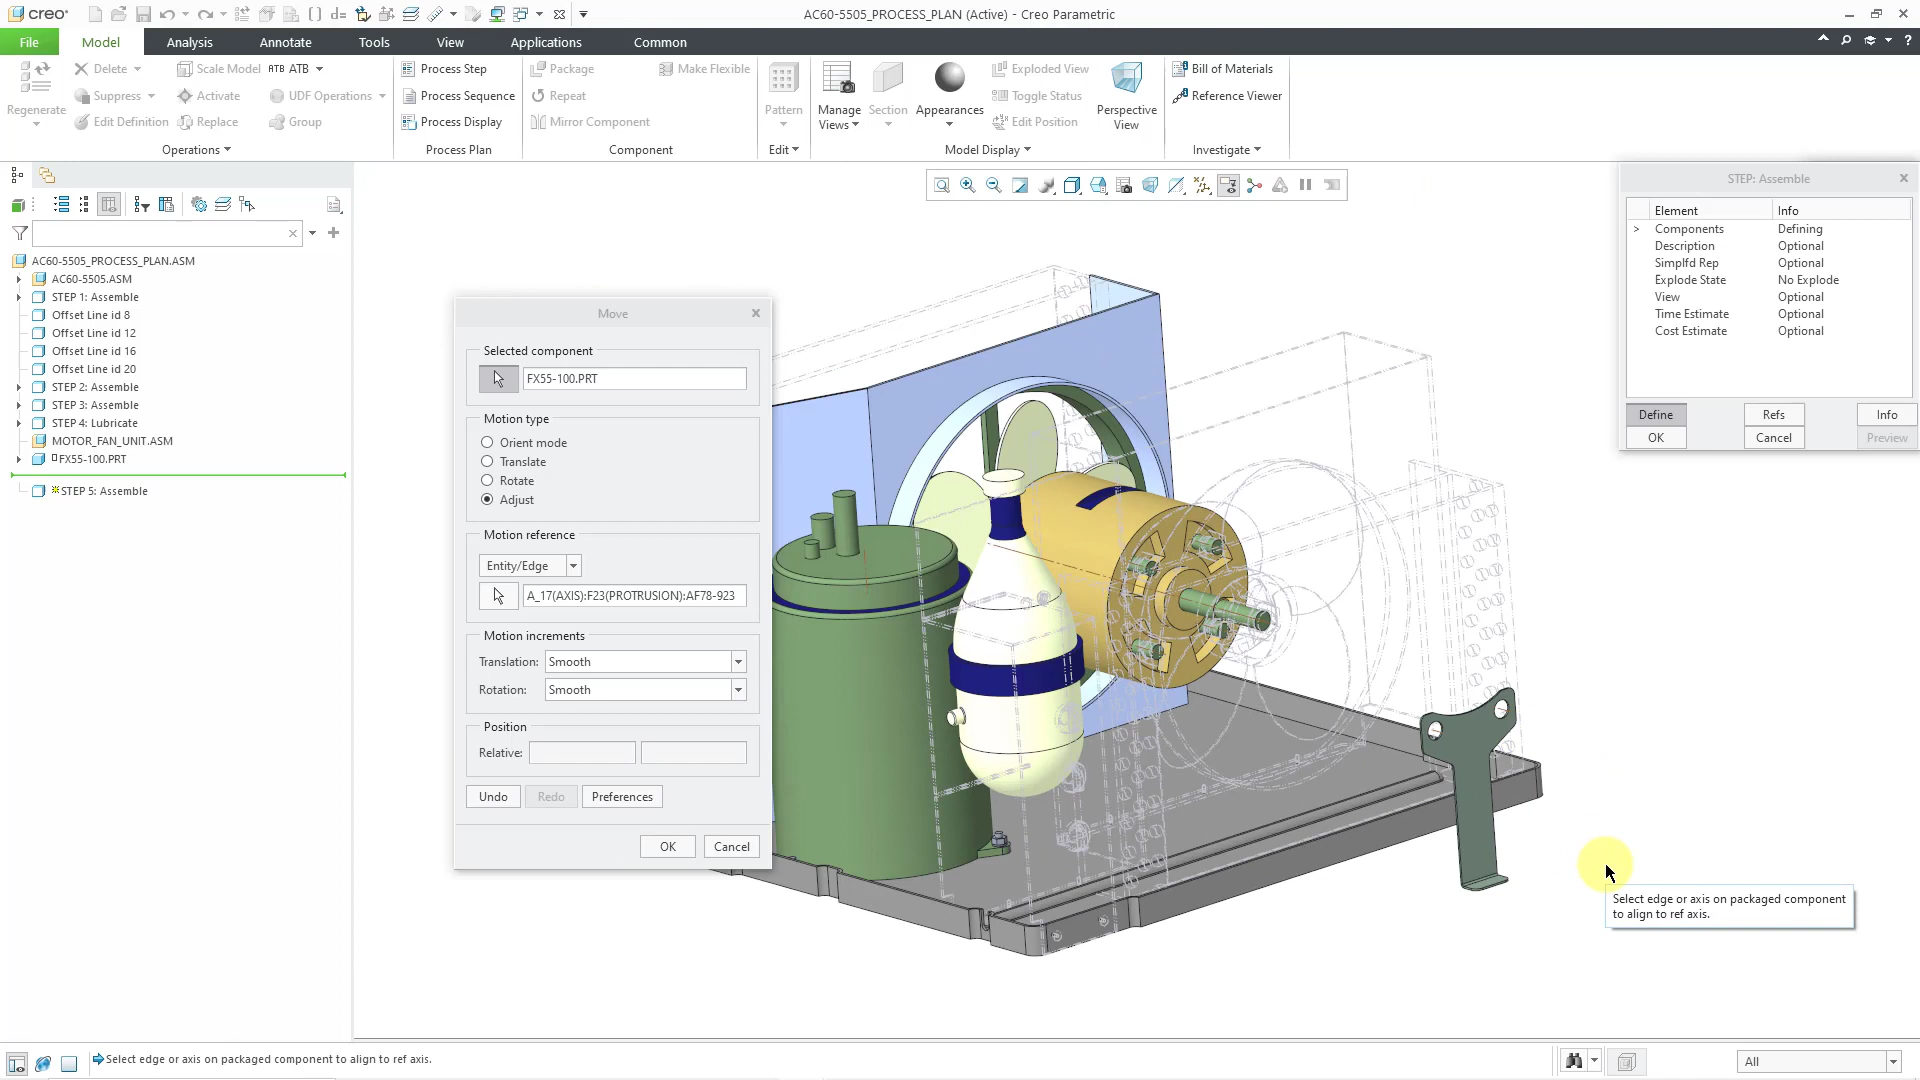 creo
AC60-5505_PROCESS_PLAN (Active) - Creo Parametric
File
Model
Analysis
Annotate
Tools
View
Applications
Common
Regenerate
Delete
Suppress
Edit Definition
Scale Model
Activate
Replace
ATB ATB
UDF Operations
Group
Operations
Process Step
Process Sequence
Process Display
Process Plan
Package
Repeat
Mirror Component
Make Flexible
Component
Pattern
Edit
Manage
Views
Section
Appearances
Exploded View
Toggle Status
Edit Position
Perspective
View
Model Display
Bill of Materials
Reference Viewer
Investigate
AC60-5505_PROCESS_PLAN.ASM
AC60-5505.ASM
STEP 1: Assemble
Offset Line id 8
Offset Line id 12
Offset Line id 16
Offset Line id 20
STEP 2: Assemble
STEP 3: Assemble
STEP 4: Lubricate
MOTOR_FAN_UNIT.ASM
FX55-100.PRT
STEP 5: Assemble
Move
Selected component
FX55-100.PRT
Motion type
Orient mode
Translate
Rotate
Adjust
Motion reference
Entity/Edge
A_17(AXIS):F23(PROTRUSION):AF78-923
Motion increments
Translation: Smooth
Rotation: Smooth
Position
Relative:
Undo
Redo
Preferences
OK
Cancel
STEP: Assemble
Element Info
> Components Defining
Description Optional
Simplfd Rep Optional
Explode State No Explode
View Optional
Time Estimate Optional
Cost Estimate Optional
Define
Refs
Info
OK
Cancel
Preview
Select edge or axis on packaged component
to align to ref axis.
Select edge or axis on packaged component to align to ref axis.
All